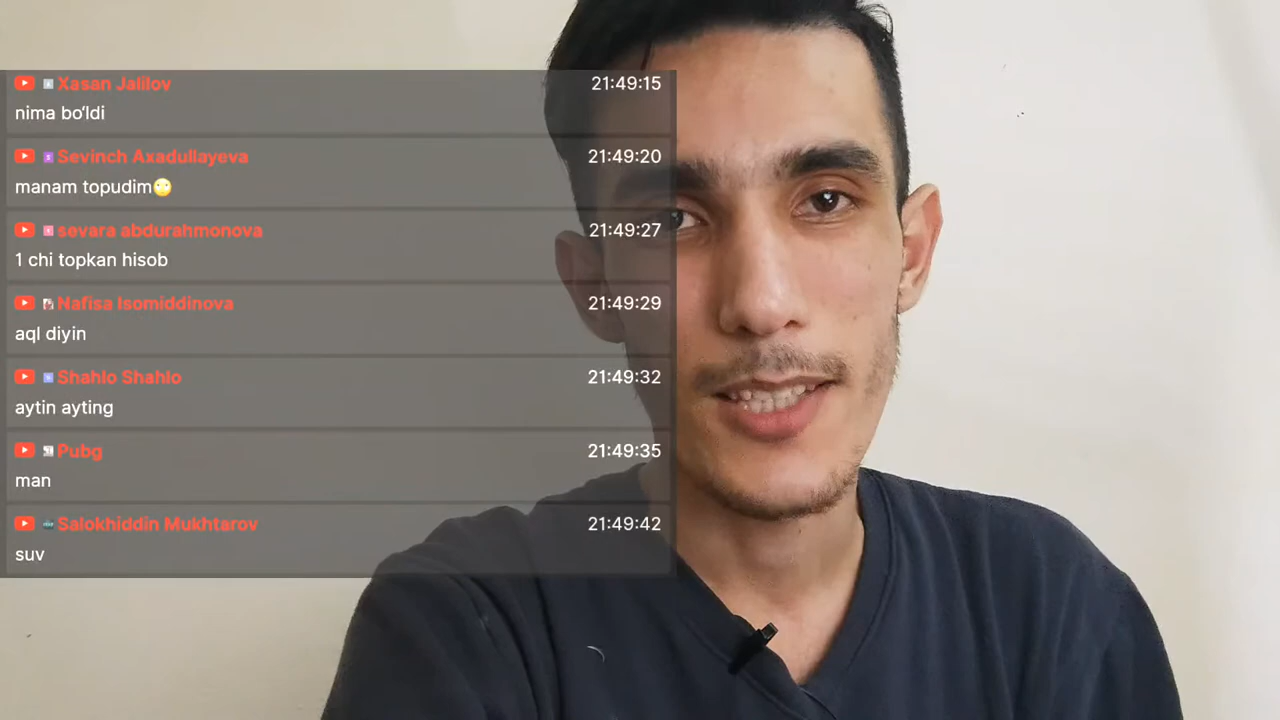 Xasan Jalilov 21:49:15
nima bo'ldi
Sevinch Axadullayeva 21:49:20
manam topudim🙄
sevara abdurahmonova 21:49:27
1 chi topkan hisob
Nafisa Isomiddinova 21:49:29
aql diyin
Shahlo Shahlo 21:49:32
aytin ayting
Pubg 21:49:35
man
Salokhiddin Mukhtarov 21:49:42
suv